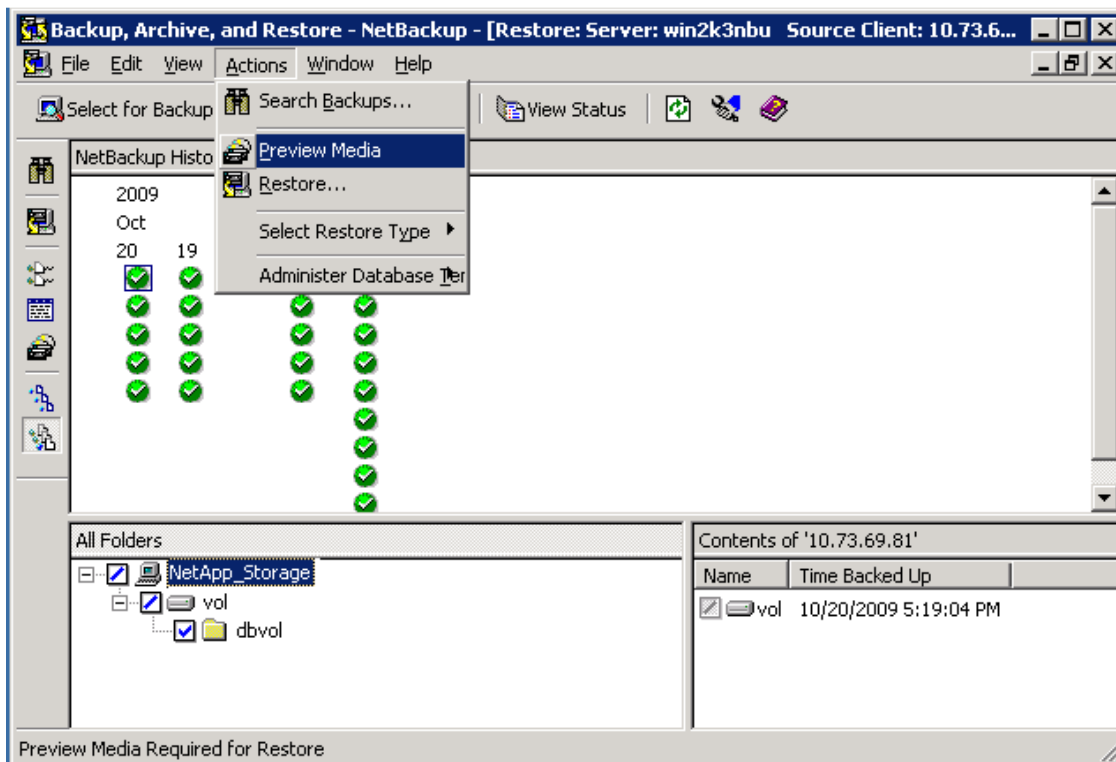 Backup, Archive, and Restore - NetBackup - [Restore: Server: win2k3nbu Source Client: 10.73.6...
File Edit View Actions Window Help
Select for Backup
View Status
Search Backups...
Preview Media
Restore...
Select Restore Type
Administer Database
NetBackup Histo
2009
Oct
20 19
All Folders
NetApp_Storage
vol
dbvol
Contents of '10.73.69.81'
Name Time Backed Up
vol 10/20/2009 5:19:04 PM
Preview Media Required for Restore